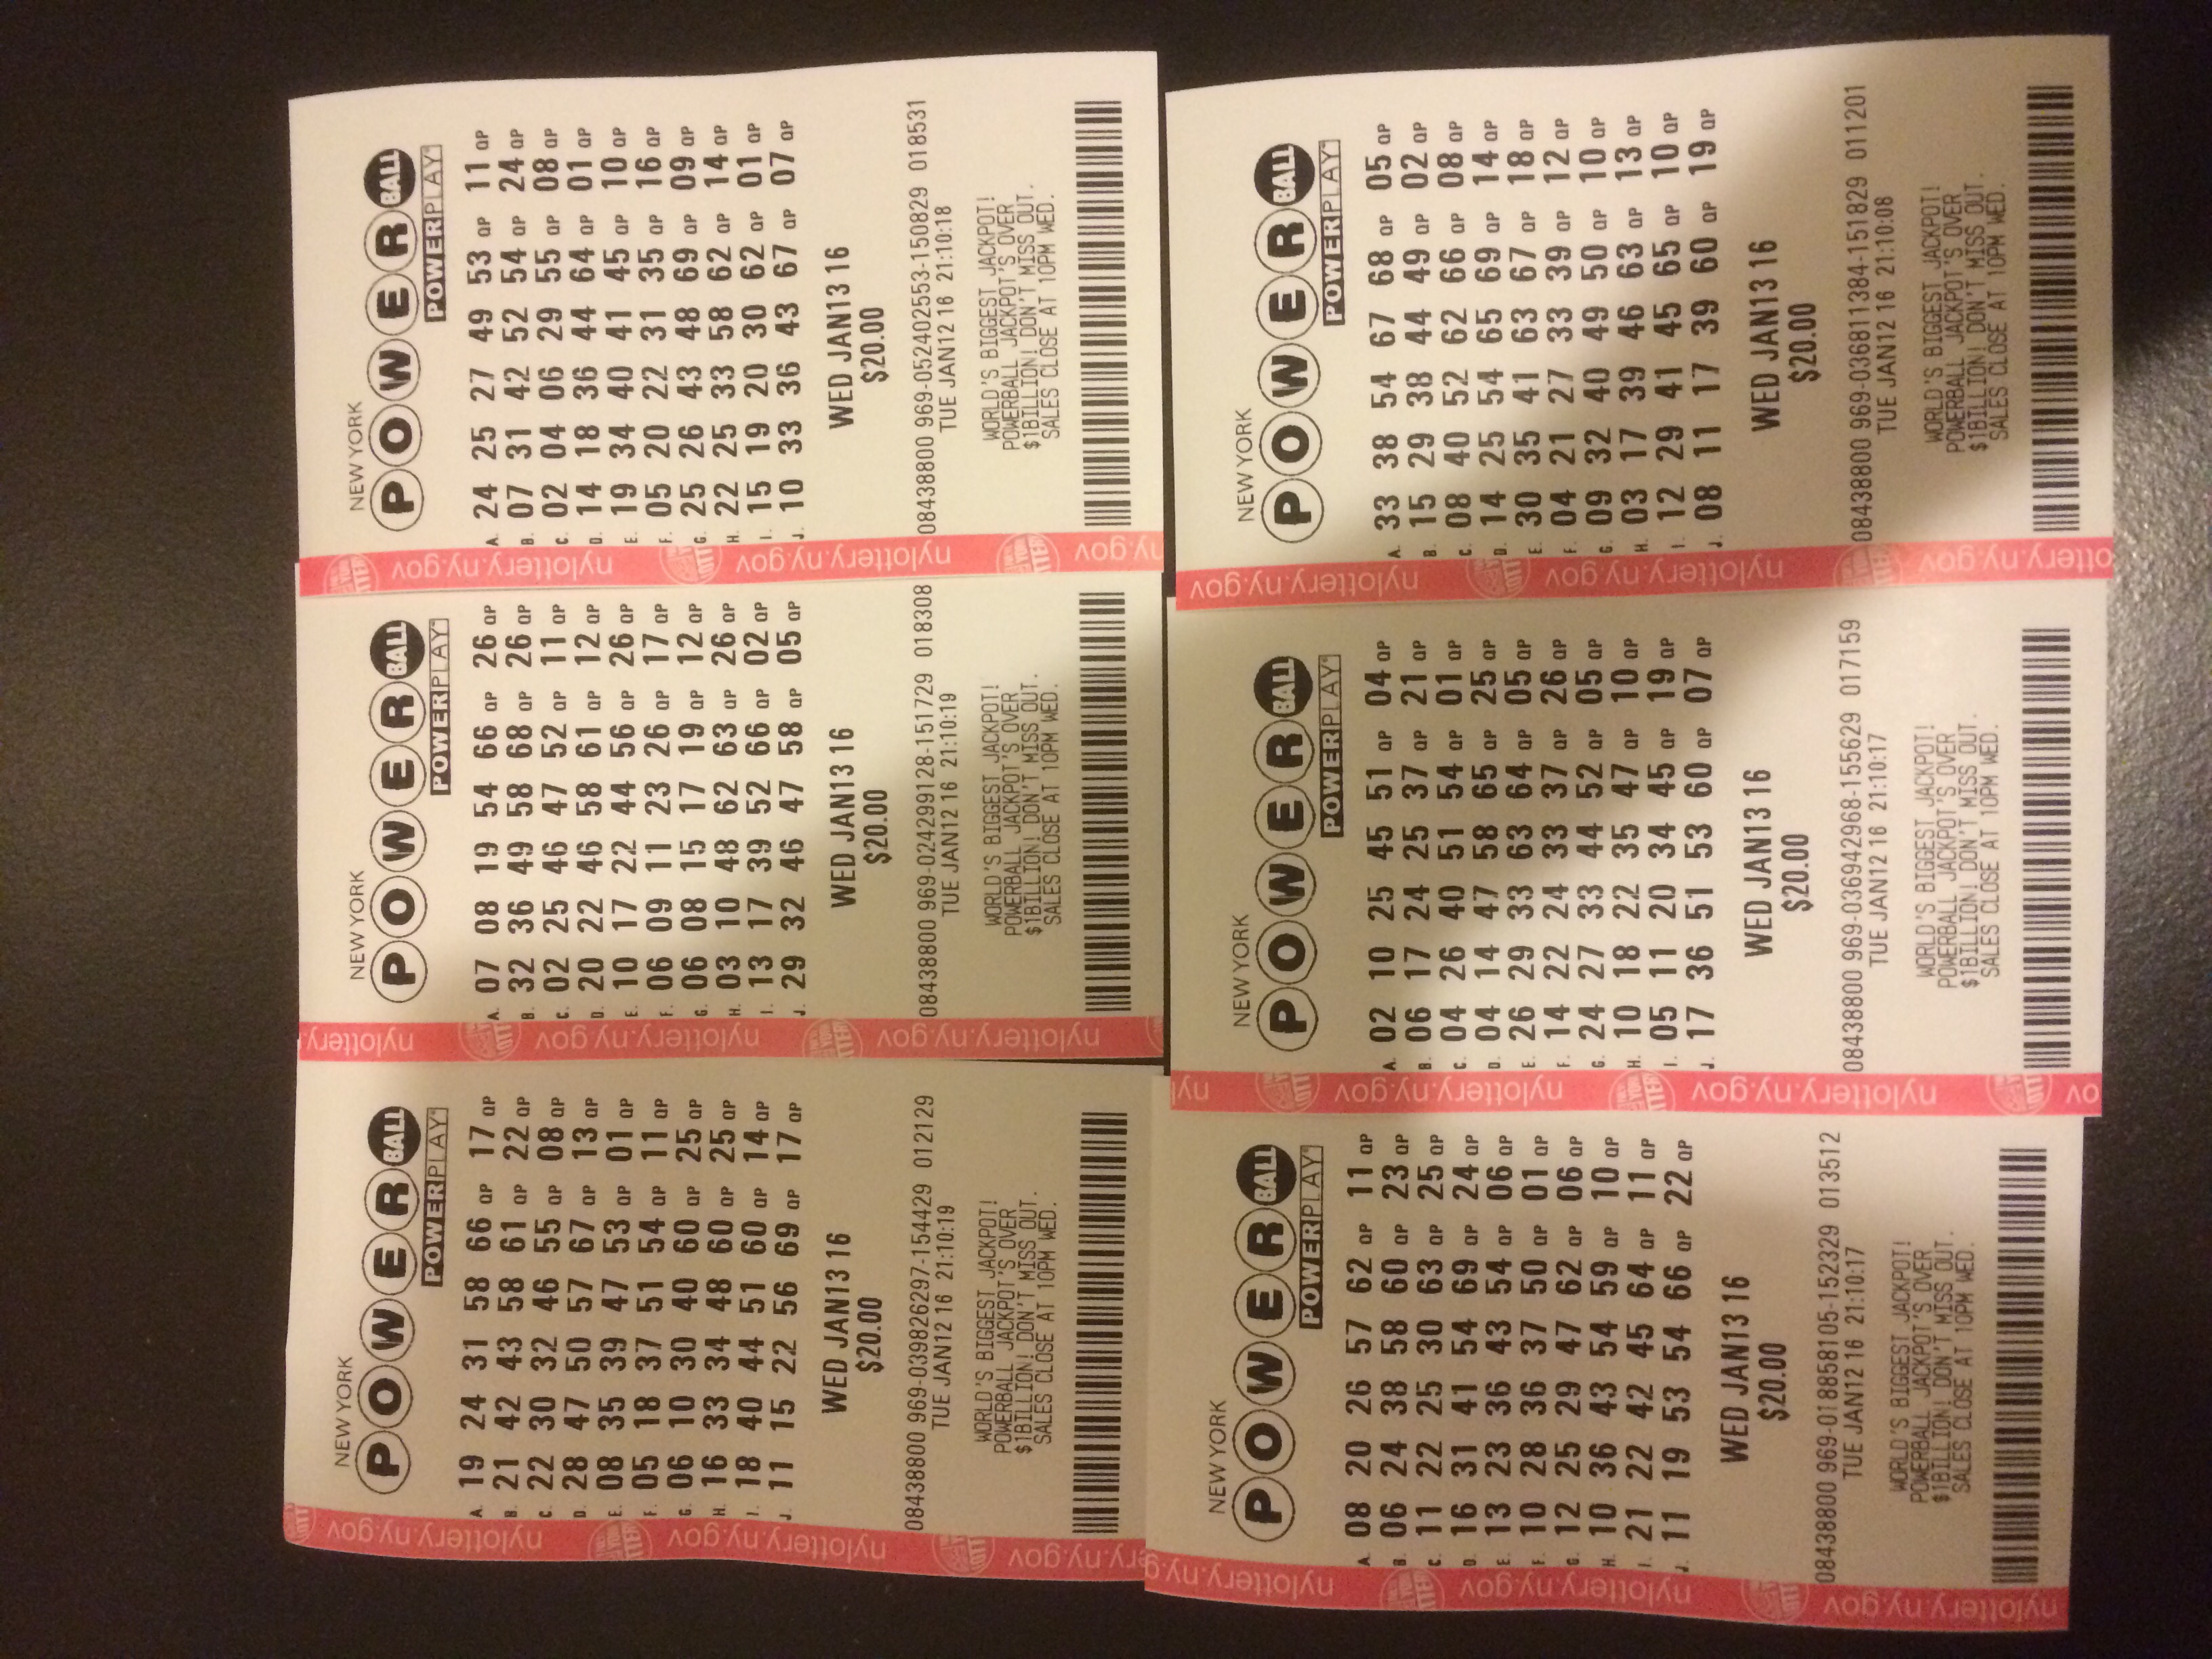 NEW YORK
POWERBALL
POWERPLAY
A. 19 24 31 58 66 QP 17 QP
B. 21 42 43 58 61 QP 22 QP
C. 22 30 32 46 55 QP 08 QP
D. 28 47 50 57 67 QP 13 QP
E. 08 35 39 47 53 QP 01 QP
F. 05 18 37 51 54 QP 11 QP
G. 06 10 30 40 60 QP 25 QP
H. 16 33 34 48 60 QP 25 QP
I. 18 40 44 51 60 QP 14 QP
J. 11 15 22 56 69 QP 17 QP
WED JAN13 16
$20.00
08438800 969-039826297-154429 012129
TUE JAN12 16 21:10:19
WORLD'S BIGGEST JACKPOT!
POWERBALL JACKPOT'S OVER
$1BILLION! DON'T MISS OUT.
SALES CLOSE AT 10PM WED.
nylottery.ny.gov
NEW YORK
POWERBALL
POWERPLAY
A. 07 08 19 54 66 QP 26 QP
B. 32 36 49 58 68 QP 26 QP
C. 02 25 46 47 52 QP 11 QP
D. 20 22 46 58 61 QP 12 QP
E. 10 17 22 44 56 QP 26 QP
F. 06 09 11 23 26 QP 17 QP
G. 06 08 15 17 19 QP 12 QP
H. 03 10 48 62 63 QP 26 QP
I. 13 17 39 52 66 QP 02 QP
J. 29 32 46 47 58 QP 05 QP
WED JAN13 16
$20.00
08438800 969-024299128-151729 018308
TUE JAN12 16 21:10:19
WORLD'S BIGGEST JACKPOT!
POWERBALL JACKPOT'S OVER
$1BILLION! DON'T MISS OUT.
SALES CLOSE AT 10PM WED.
nylottery.ny.gov
NEW YORK
POWERBALL
POWERPLAY
A. 24 25 27 49 53 QP 11 QP
B. 07 31 42 52 54 QP 24 QP
C. 02 04 06 29 55 QP 08 QP
D. 14 18 36 44 64 QP 01 QP
E. 19 34 40 41 45 QP 10 QP
F. 05 20 22 31 35 QP 16 QP
G. 25 26 43 48 69 QP 09 QP
H. 22 25 33 58 62 QP 14 QP
I. 15 19 20 30 62 QP 01 QP
J. 10 33 36 43 67 QP 07 QP
WED JAN13 16
$20.00
08438800 969-052402553-150829 018531
TUE JAN12 16 21:10:18
WORLD'S BIGGEST JACKPOT!
POWERBALL JACKPOT'S OVER
$1BILLION! DON'T MISS OUT.
SALES CLOSE AT 10PM WED.
nylottery.ny.gov
NEW YORK
POWERBALL
POWERPLAY
A. 08 20 26 57 62 QP 11 QP
B. 06 24 38 58 60 QP 23 QP
C. 11 22 25 30 63 QP 25 QP
D. 16 31 41 54 69 QP 24 QP
E. 13 23 36 43 54 QP 06 QP
F. 10 28 36 37 50 QP 01 QP
G. 12 25 29 47 62 QP 06 QP
H. 10 36 43 54 59 QP 10 QP
I. 21 22 42 45 64 QP 11 QP
J. 11 19 53 54 66 QP 22 QP
WED JAN13 16
$20.00
08438800 969-018858105-152329 013512
TUE JAN12 16 21:10:17
WORLD'S BIGGEST JACKPOT!
POWERBALL JACKPOT'S OVER
$1BILLION! DON'T MISS OUT.
SALES CLOSE AT 10PM WED.
nylottery.ny.gov
NEW YORK
POWERBALL
POWERPLAY
A. 02 10 25 45 51 QP 04 QP
B. 06 17 24 25 37 QP 21 QP
C. 04 26 40 51 54 QP 01 QP
D. 04 14 47 58 65 QP 25 QP
E. 26 29 33 63 64 QP 05 QP
F. 14 22 24 33 37 QP 26 QP
G. 24 27 33 44 52 QP 05 QP
H. 10 18 22 35 47 QP 10 QP
I. 05 11 20 34 45 QP 19 QP
J. 17 36 51 53 60 QP 07 QP
WED JAN13 16
$20.00
08438800 969-036942968-155629 017159
TUE JAN12 16 21:10:17
WORLD'S BIGGEST JACKPOT!
POWERBALL JACKPOT'S OVER
$1BILLION! DON'T MISS OUT.
SALES CLOSE AT 10PM WED.
nylottery.ny.gov
NEW YORK
POWERBALL
POWERPLAY
A. 33 38 54 67 68 QP 05 QP
B. 15 29 38 44 49 QP 02 QP
C. 08 40 52 62 66 QP 08 QP
D. 14 25 54 65 69 QP 14 QP
E. 30 35 41 63 67 QP 18 QP
F. 04 21 27 33 39 QP 12 QP
G. 09 32 40 49 50 QP 10 QP
H. 03 17 39 46 63 QP 13 QP
I. 12 29 41 45 65 QP 10 QP
J. 08 11 17 39 60 QP 19 QP
WED JAN13 16
$20.00
08438800 969-036811384-151829 011201
TUE JAN12 16 21:10:08
WORLD'S BIGGEST JACKPOT!
POWERBALL JACKPOT'S OVER
$1BILLION! DON'T MISS OUT.
SALES CLOSE AT 10PM WED.
nylottery.ny.gov